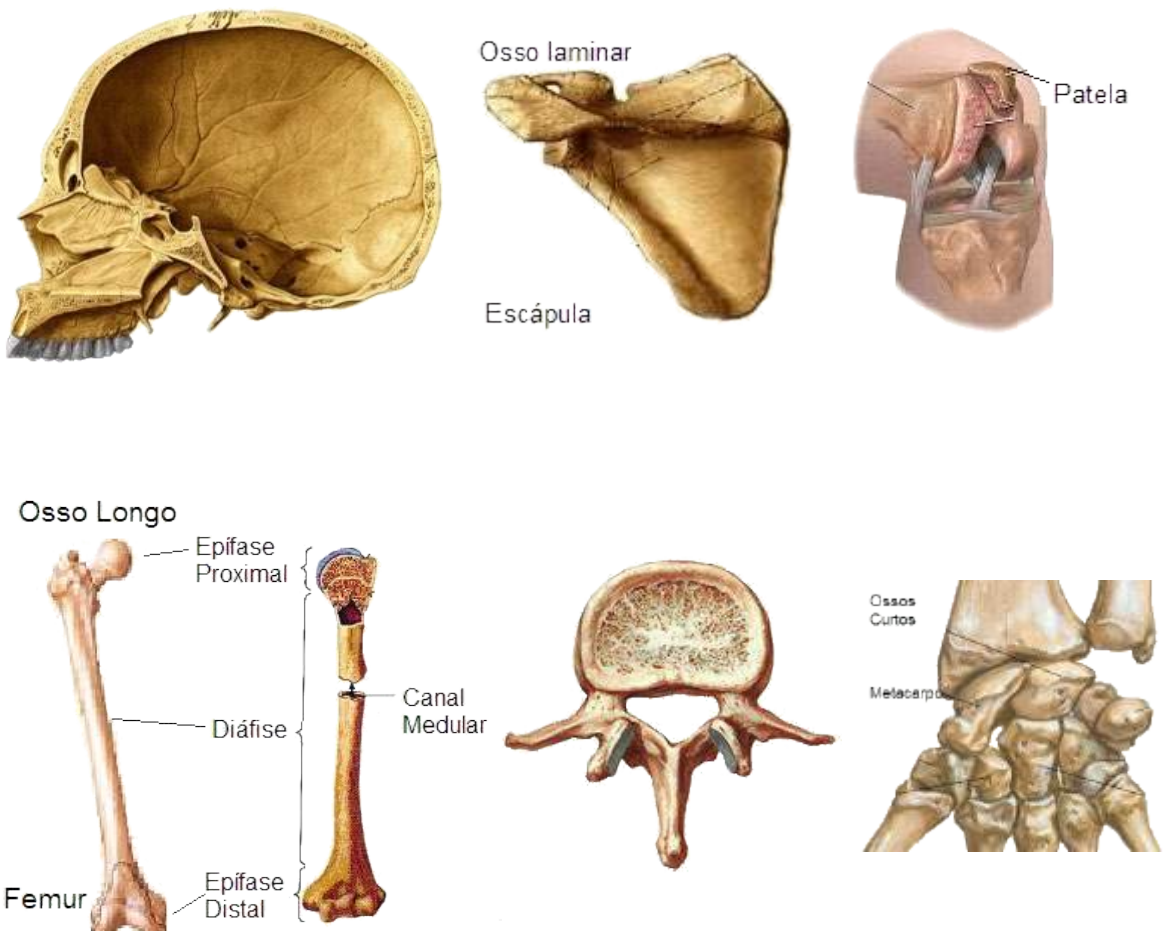 Osso laminar
Patela
Escápula
Osso Longo
Epífase
Proximal
Diáfise
Canal
Medular
Epífase
Distal
Femur
Ossos
Curtos
Metacarpo